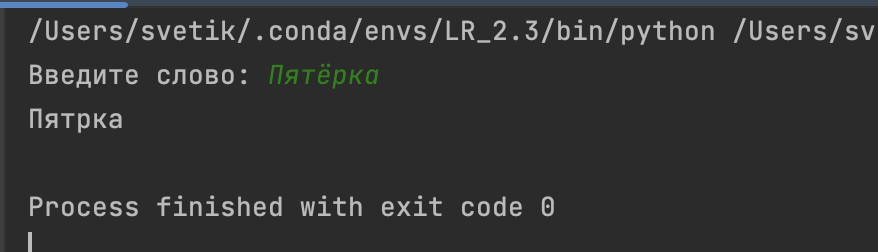 /Users/svetik/.conda/envs/LR_2.3/bin/python /Users/sv
Введите слово: Пятёрка
Пятрка
Process finished with exit code 0